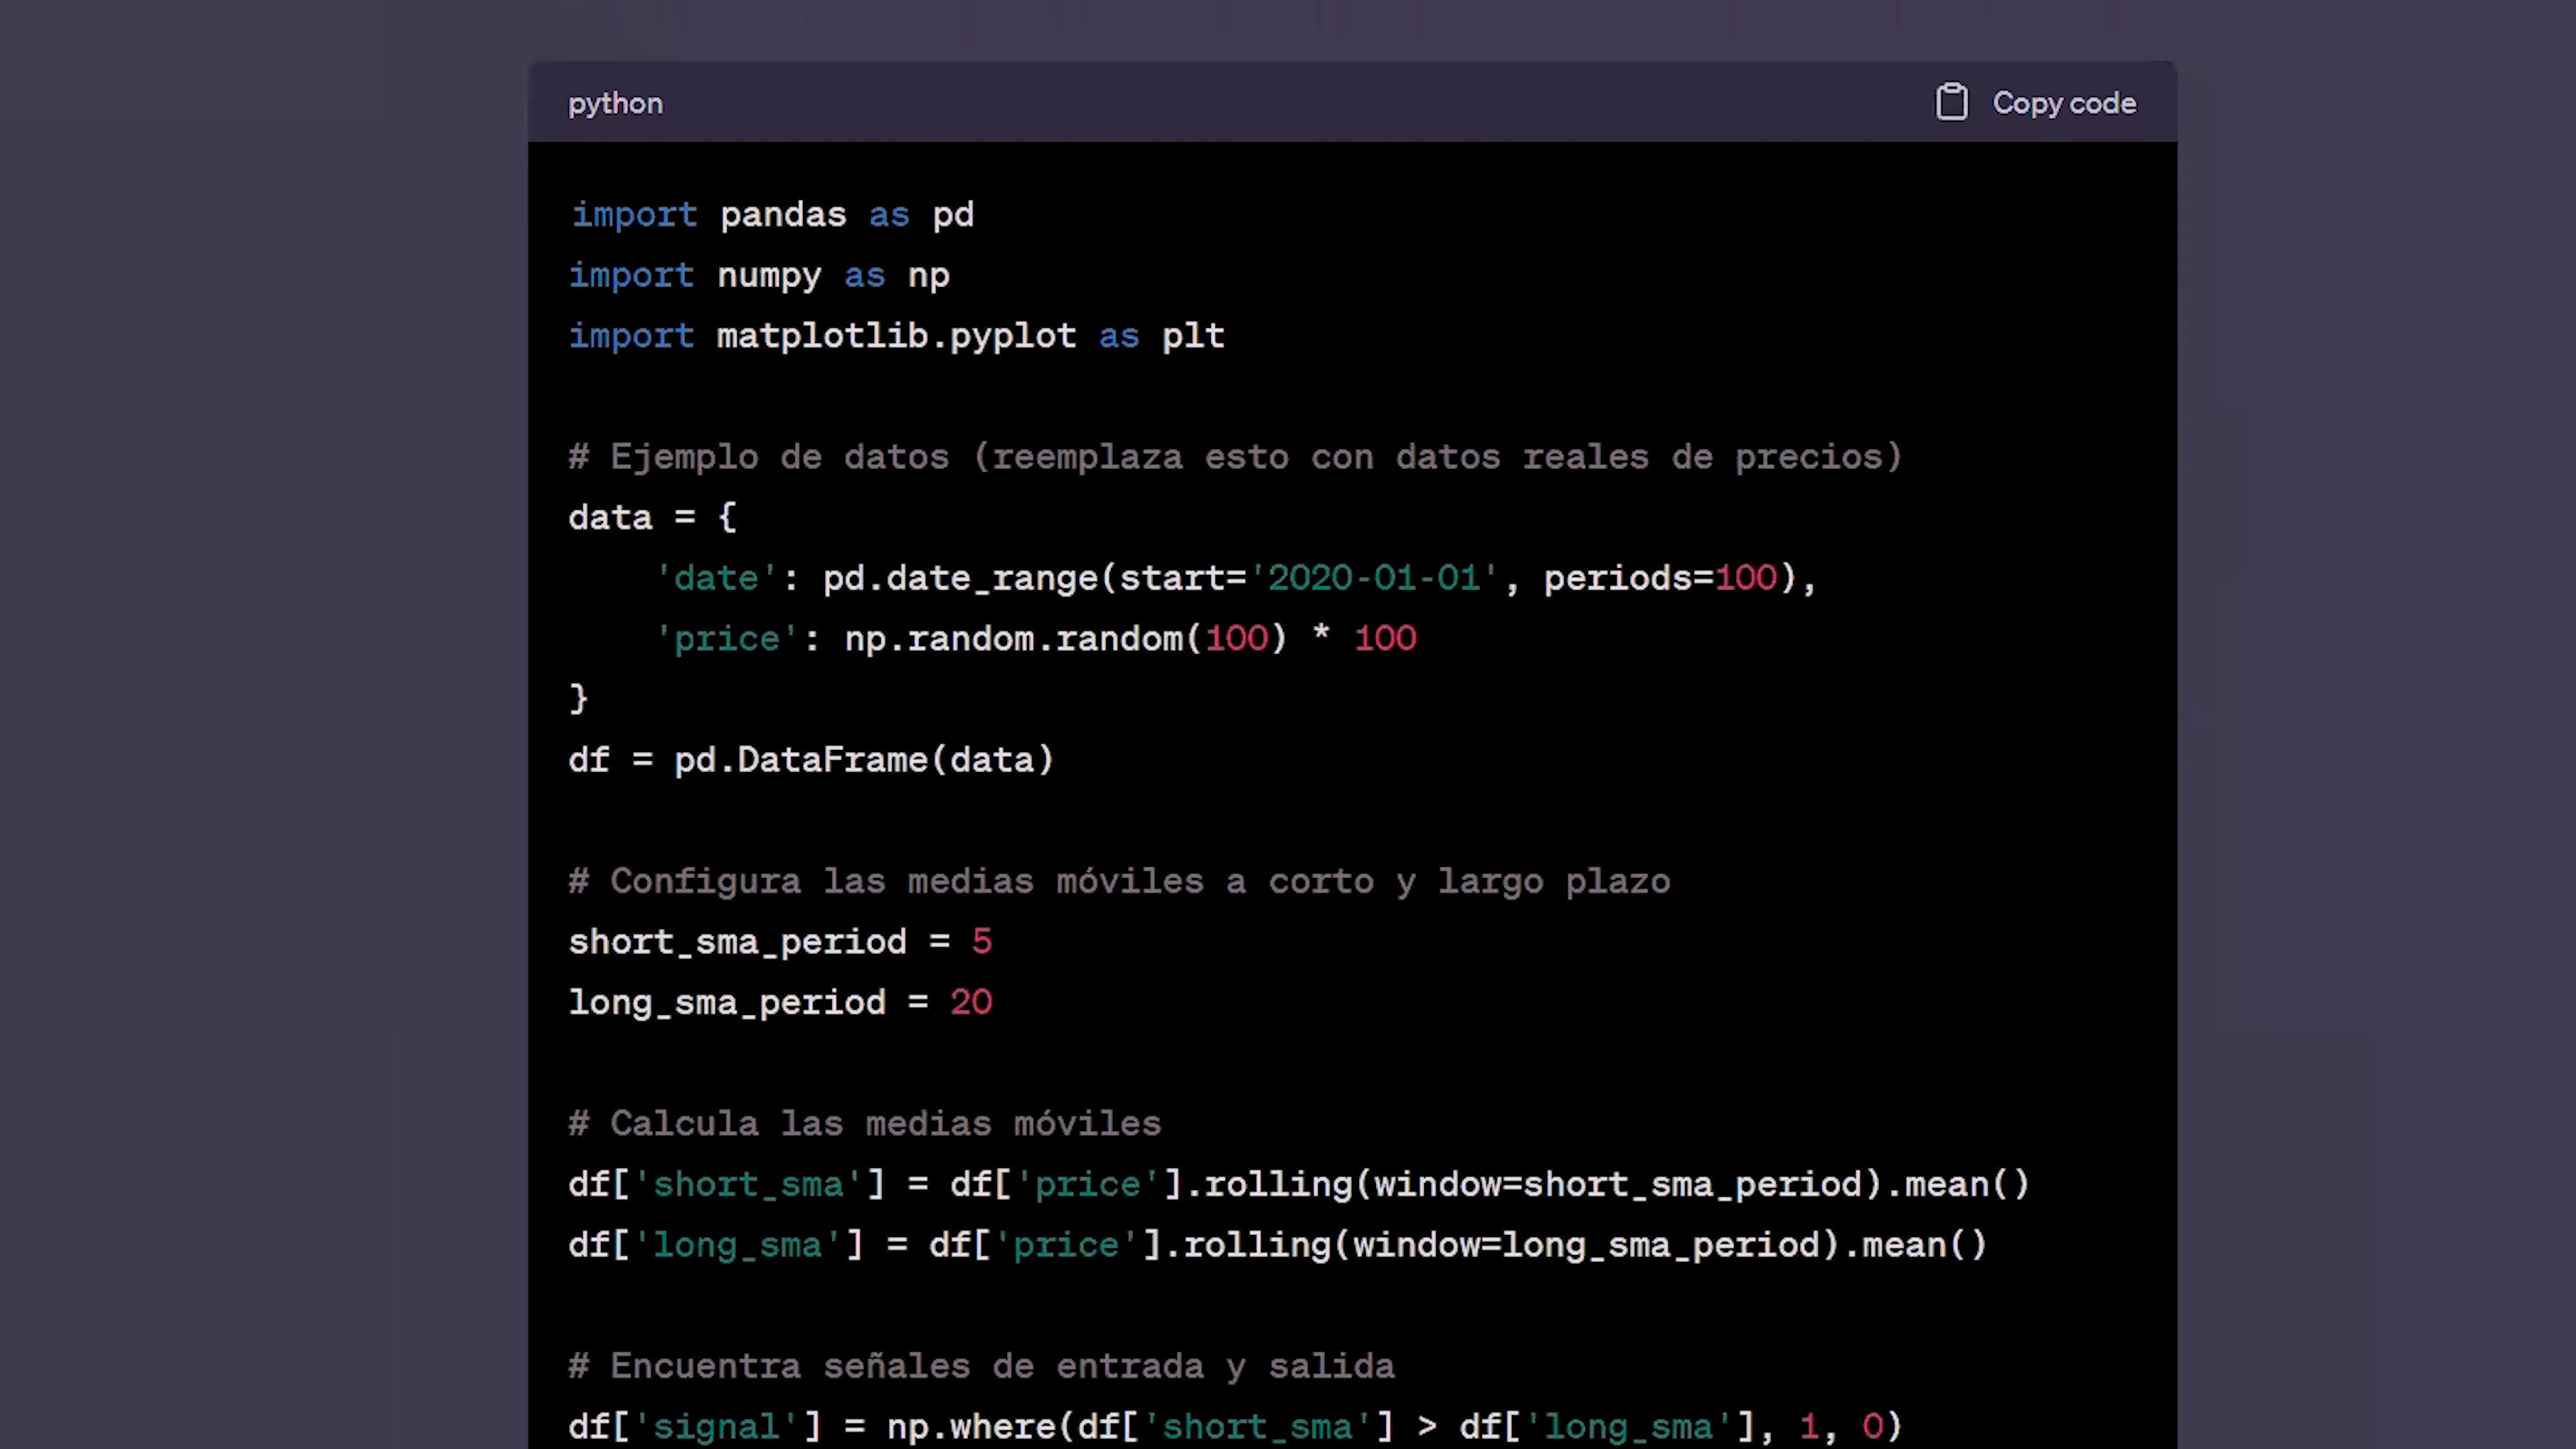 python
Copy code
import pandas as pd
import numpy as np
import matplotlib.pyplot as plt
# Ejemplo de datos (reemplaza esto con datos reales de precios)
data = {
    'date': pd.date_range(start='2020-01-01', periods=100),
    'price': np.random.random(100) * 100
}
df = pd.DataFrame(data)
# Configura las medias móviles a corto y largo plazo
short_sma_period = 5
long_sma_period = 20
# Calcula las medias móviles
df['short_sma'] = df['price'].rolling(window=short_sma_period).mean()
df['long_sma'] = df['price'].rolling(window=long_sma_period).mean()
# Encuentra señales de entrada y salida
df['signal'] = np.where(df['short_sma'] > df['long_sma'], 1, 0)